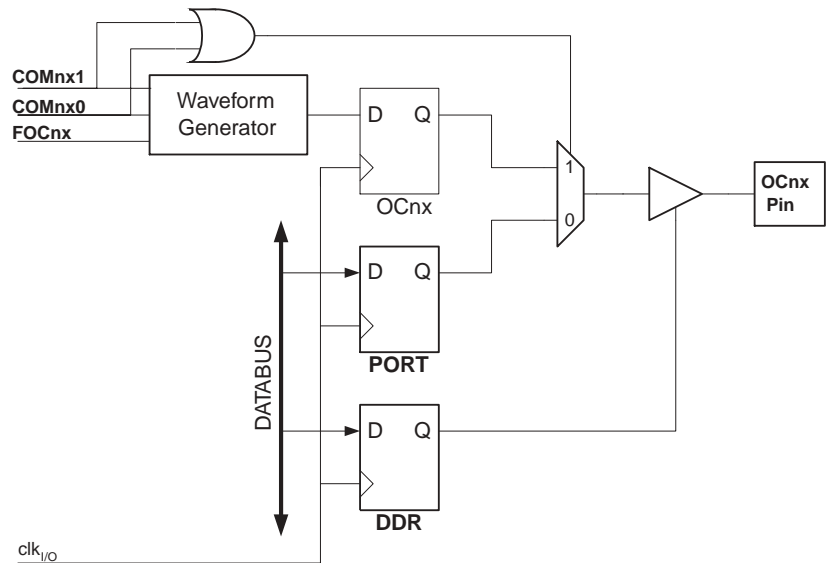 COMnx1
COMnx0
FOCnx
Waveform
Generator
D Q
OCnx
1
0
OCnx
Pin
D Q
PORT
DATABUS
D Q
DDR
clkI/O